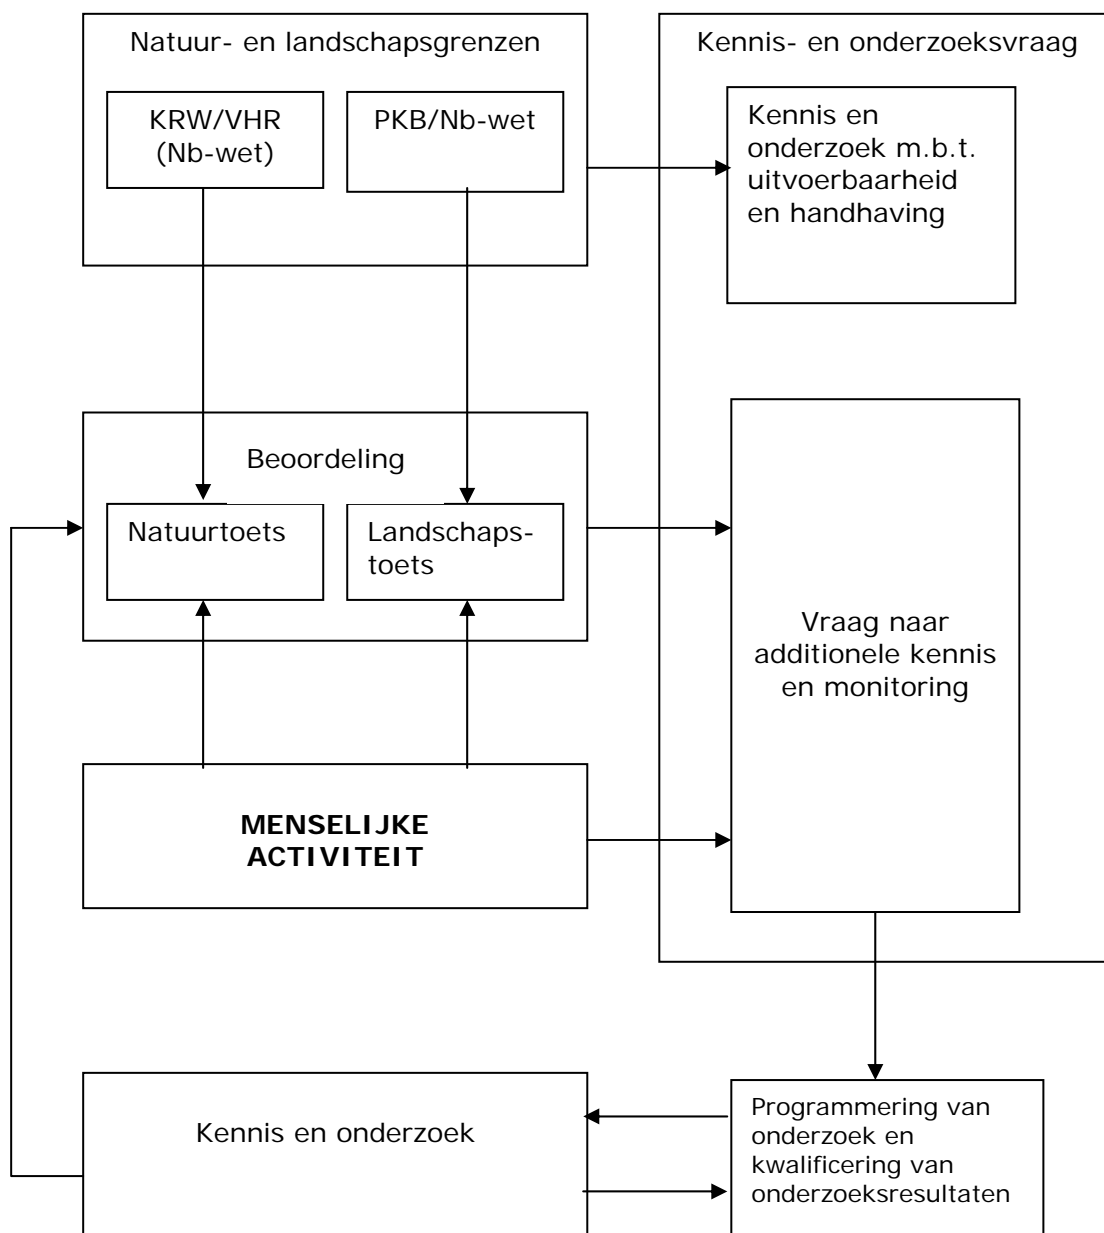 Natuur- en landschapsgrenzen
KRW/VHR
(Nb-wet)
PKB/Nb-wet
Kennis- en onderzoeksvraag
Kennis en
onderzoek m.b.t.
uitvoerbaarheid
en handhaving
Beoordeling
Natuurtoets
Landschaps-
toets
Vraag naar
additionele kennis
en monitoring
MENSELIJKE
ACTIVITEIT
Kennis en onderzoek
Programmering van
onderzoek en
kwalificering van
onderzoeksresultaten